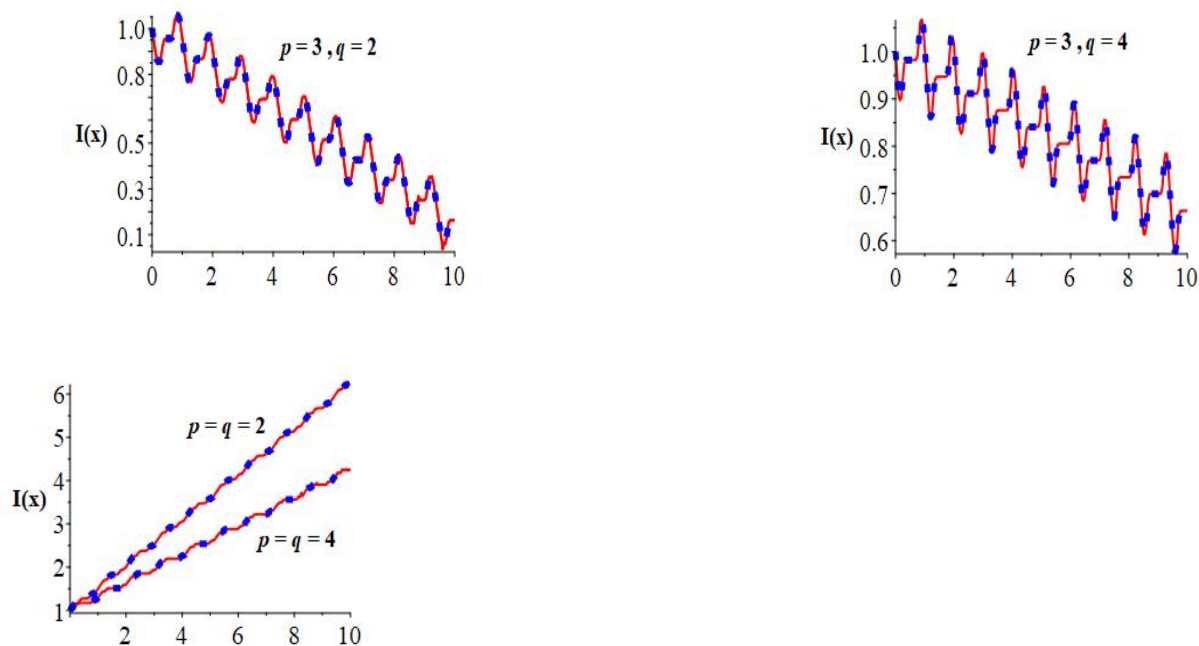 1.0
0.8
0.5
0.3
0.1
I(x)
p = 3 , q = 2
0 2 4 6 8 10
1.0
0.9
0.8
0.7
0.6
I(x)
p = 3 , q = 4
0 2 4 6 8 10
6
5
4
3
2
1
I(x)
p = q = 2
p = q = 4
2 4 6 8 10